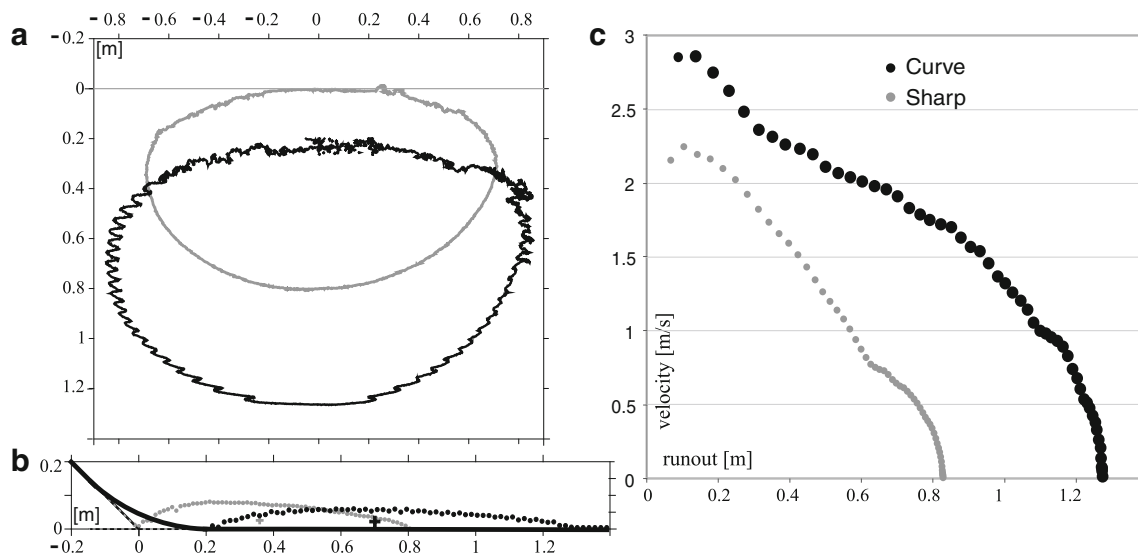 a
- 0.8 - 0.6 - 0.4 - 0.2 0 0.2 0.4 0.6 0.8
- 0.2
[m]
0
0.2
0.4
0.6
0.8
1
1.2
b
0.2
[m]
0
- 0.2 0 0.2 0.4 0.6 0.8 1 1.2
c
3
2.5
2
1.5
1
0.5
0
Curve
Sharp
velocity [m/s]
runout [m]
0 0.2 0.4 0.6 0.8 1 1.2